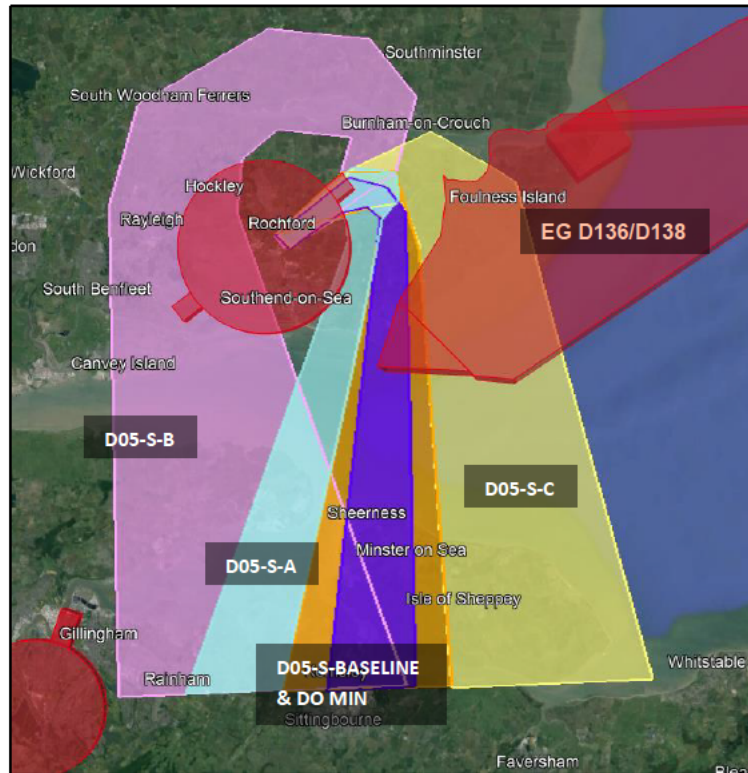 Southminster
South Woodham Ferrers
Burnham-on-Crouch
Wickford
Hockley
Foulness Island
Rayleigh
Rochford
EG D136/D138
don
South Benfleet
Southend-on-Sea
Canvey Island
D05-S-B
D05-S-C
Sheerness
Minster on Sea
D05-S-A
Isle of Sheppey
Gillingham
D05-S-BASELINE
& DO MIN
Rainham
Whitstable
Sittingbourne
Faversham